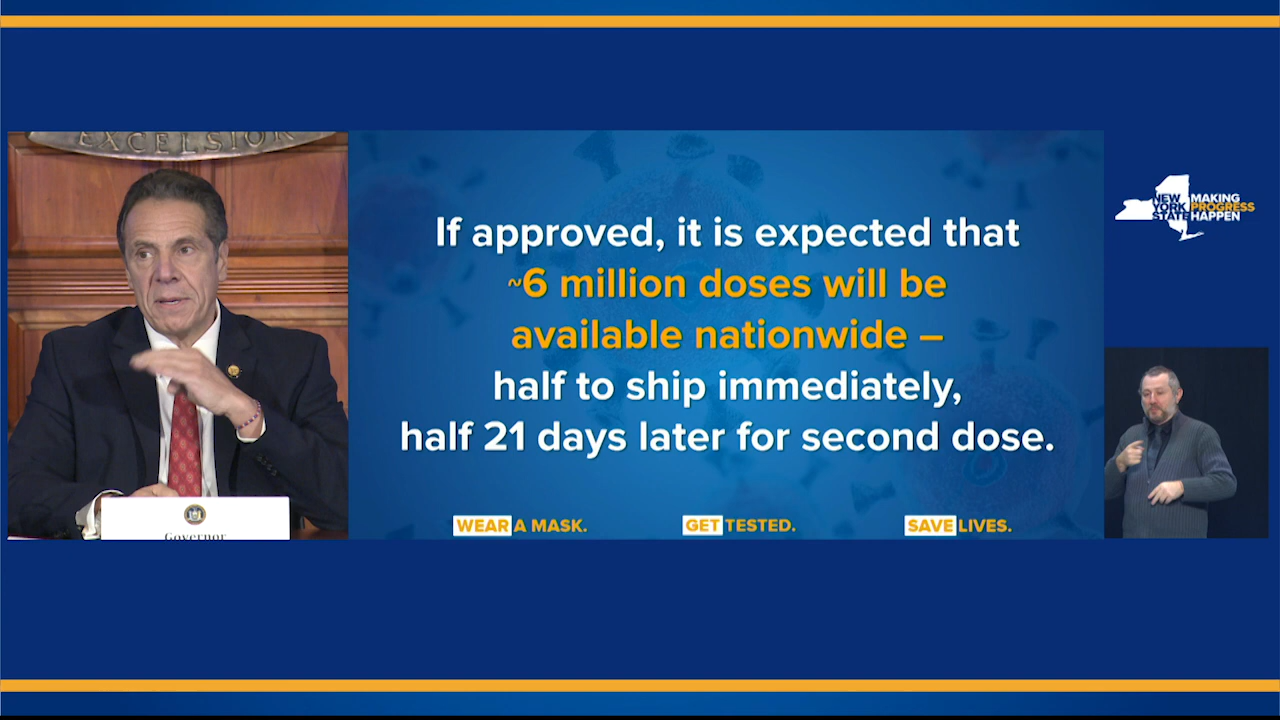 EXCELSIOR
If approved, it is expected that
~6 million doses will be
available nationwide –
half to ship immediately,
half 21 days later for second dose.
WEAR A MASK.
GET TESTED.
SAVE LIVES.
Governor
NEW
YORK
STATE
MAKING
PROGRESS
HAPPEN